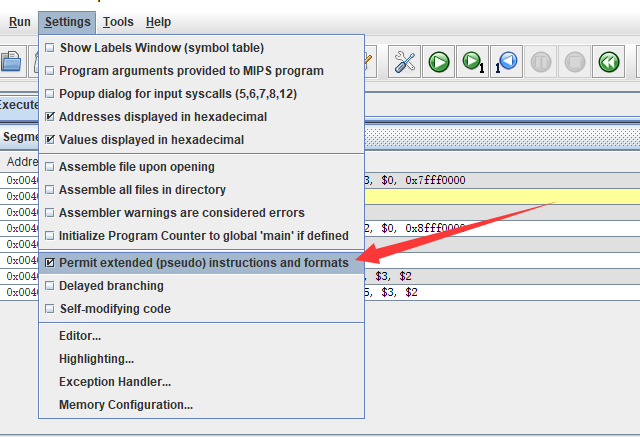 Run Settings Tools Help
Show Labels Window (symbol table)
Program arguments provided to MIPS program
Popup dialog for input syscalls (5,6,7,8,12)
Addresses displayed in hexadecimal
Values displayed in hexadecimal
Assemble file upon opening
Assemble all files in directory
Assembler warnings are considered errors
Initialize Program Counter to global 'main' if defined
Permit extended (pseudo) instructions and formats
Delayed branching
Self-modifying code
Editor...
Highlighting...
Exception Handler...
Memory Configuration...
1 1
Execute
Segme
Addre
0x004 3, $0, 0x7fff0000
0x004
0x004
0x004 2, $0, 0x8fff0000
0x004
0x004
0x004 , $3, $2
0x004 5, $3, $2